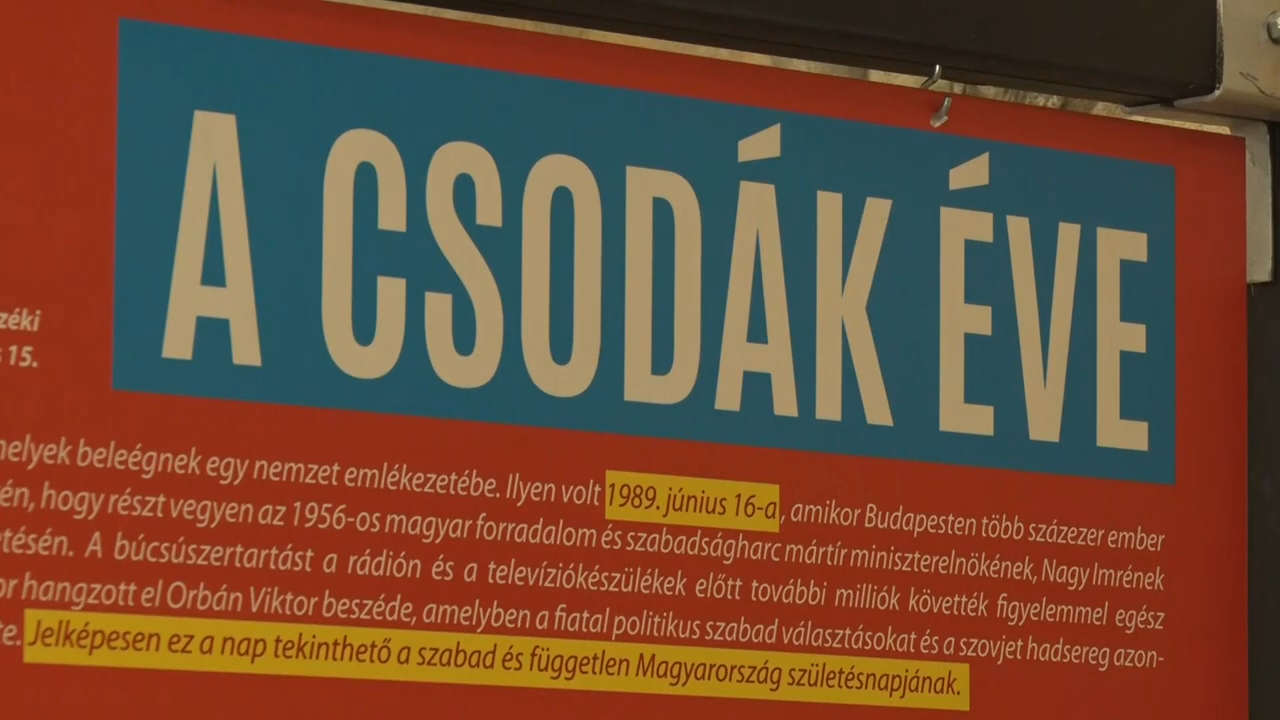 A CSODÁK ÉVE
zéki
15.
helyek beleégnek egy nemzet emlékezetébe. Ilyen volt 1989. június 16-a, amikor Budapesten több százezer ember
én, hogy részt vegyen az 1956-os magyar forradalom és szabadságharc mártír miniszterelnökének, Nagy Imrének
etésén. A búcsúszertartást a rádión és a televíziókészülékek előtt további milliók követték figyelemmel egész
or hangzott el Orbán Viktor beszéde, amelyben a fiatal politikus szabad választásokat és a szovjet hadsereg azon-
te. Jelképesen ez a nap tekinthető a szabad és független Magyarország születésnapjának.